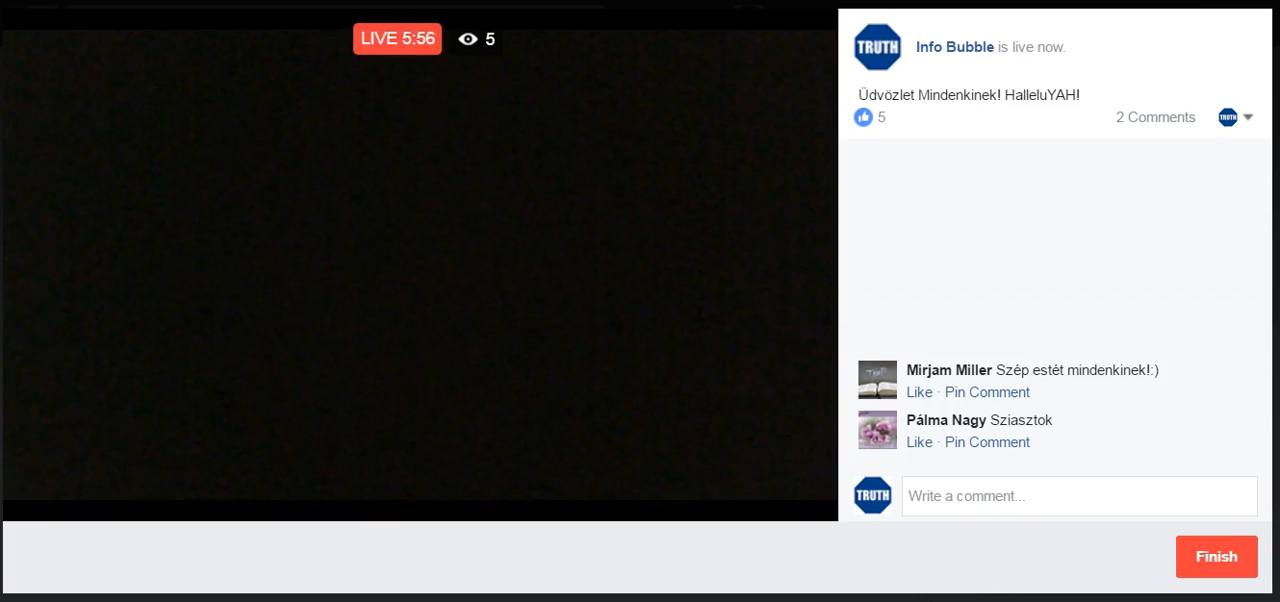 LIVE 5:56
5
TRUTH
Info Bubble is live now.
Üdvözlet Mindenkinek! HalleluYAH!
5
2 Comments
TRUTH
Mirjam Miller Szép estét mindenkinek!:)
Like · Pin Comment
Pálma Nagy Sziasztok
Like · Pin Comment
TRUTH
Write a comment...
Finish